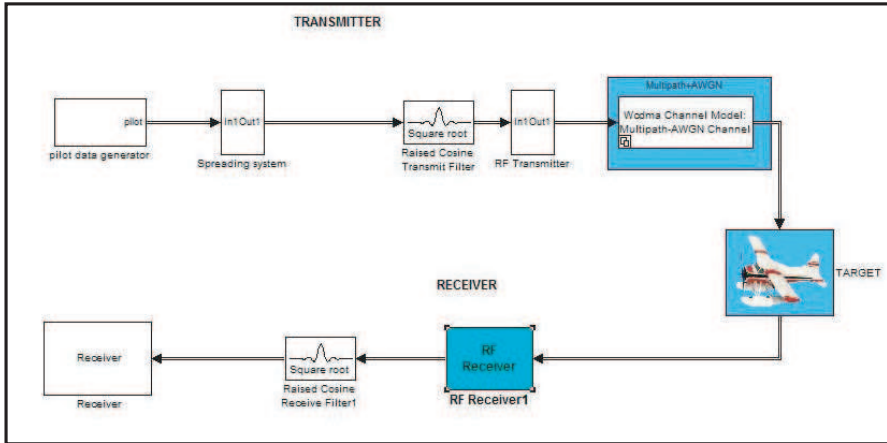 TRANSMITTER
pilot
pilot data generator
In1Out1
Spreading system
Square root
Raised Cosine
Transmit Filter
In1Out1
RF Transmitter
Multipath+AWGN
Wcdma Channel Model:
Multipath-AWGN Channel
TARGET
RECEIVER
Receiver
Receiver
Square root
Raised Cosine
Receive Filter1
RF
Receiver
RF Receiver1